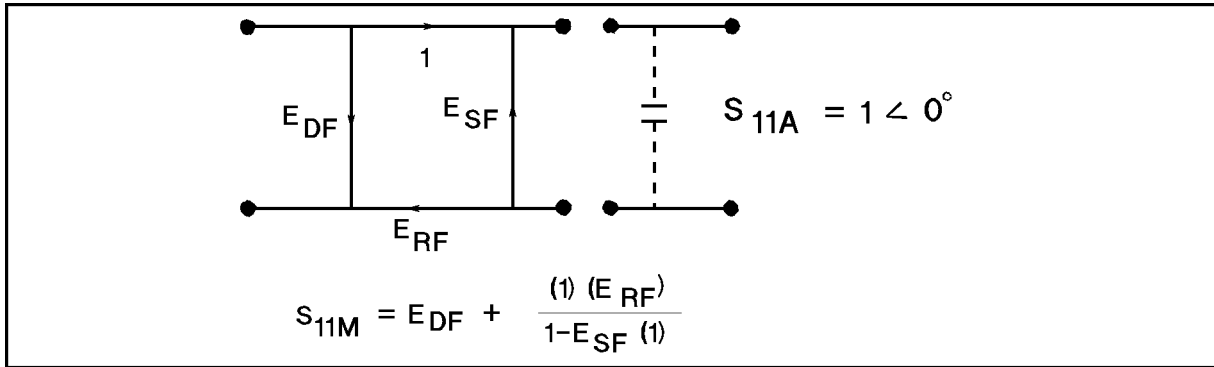 1
E DF
E SF
S 11A = 1 ∠ 0°
E RF
S 11M = E DF + (1) (E RF)
1-E SF (1)